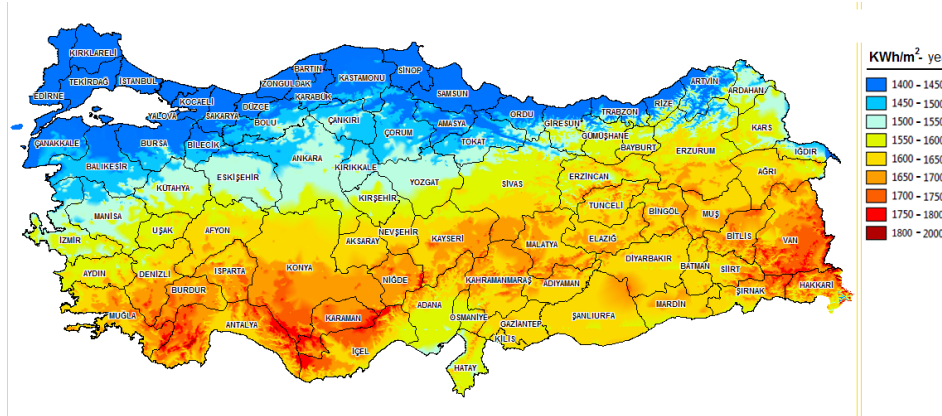 KIRKLARELİ
TEKİRDAĞ
İSTANBUL
EDİRNE
KOCAELİ
YALOVA
SAKARYA
DÜZCE
ZONGULDAK
BARTIN
KARABÜK
KASTAMONU
SİNOP
SAMSUN
ORDU
GİRESUN
TRABZON
RİZE
ARTVİN
ARDAHAN
ÇANAKKALE
BURSA
BİLECİK
BOLU
ÇANKIRI
ÇORUM
AMASYA
TOKAT
GÜMÜŞHANE
BAYBURT
ERZURUM
KARS
IĞDIR
BALIKESİR
KÜTAHYA
ESKİŞEHİR
ANKARA
KIRIKKALE
YOZGAT
SİVAS
ERZİNCAN
AĞRI
MANİSA
İZMİR
UŞAK
AFYON
KIRŞEHİR
NEVŞEHİR
AKSARAY
KAYSERİ
MALATYA
TUNCELİ
ELAZIĞ
BİNGÖL
MUŞ
BİTLİS
VAN
AYDIN
DENİZLİ
ISPARTA
BURDUR
KONYA
NİĞDE
KAHRAMANMARAŞ
ADIYAMAN
DİYARBAKIR
BATMAN
SİİRT
ŞIRNAK
HAKKARİ
MUĞLA
ANTALYA
KARAMAN
İÇEL
ADANA
OSMANİYE
GAZİANTEP
KİLİS
ŞANLIURFA
MARDİN
HATAY
KWh/m²- ye
1400 - 1450
1450 - 1500
1500 - 1550
1550 - 1600
1600 - 1650
1650 - 1700
1700 - 1750
1750 - 1800
1800 - 2000